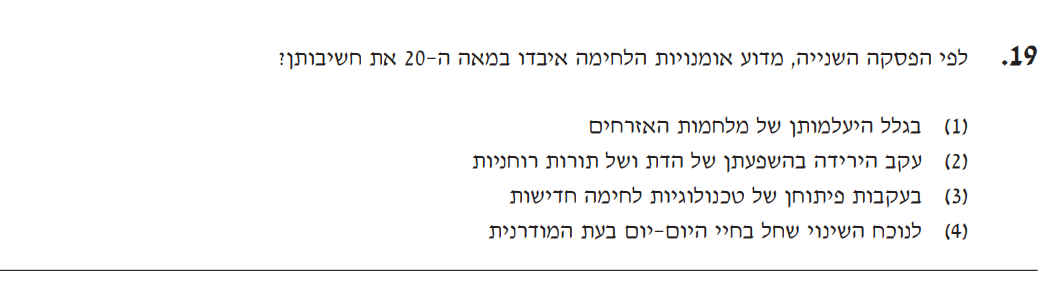 19. לפי הפסקה השנייה, מדוע אומנויות הלחימה איבדו במאה ה-20 את חשיבותן?
(1) בגלל היעלמותן של מלחמות האזרחים
(2) עקב הירידה בהשפעתן של הדת ושל תורות רוחניות
(3) בעקבות פיתוחן של טכנולוגיות לחימה חדישות
(4) לנוכח השינוי שחל בחיי היום-יום בעת המודרנית